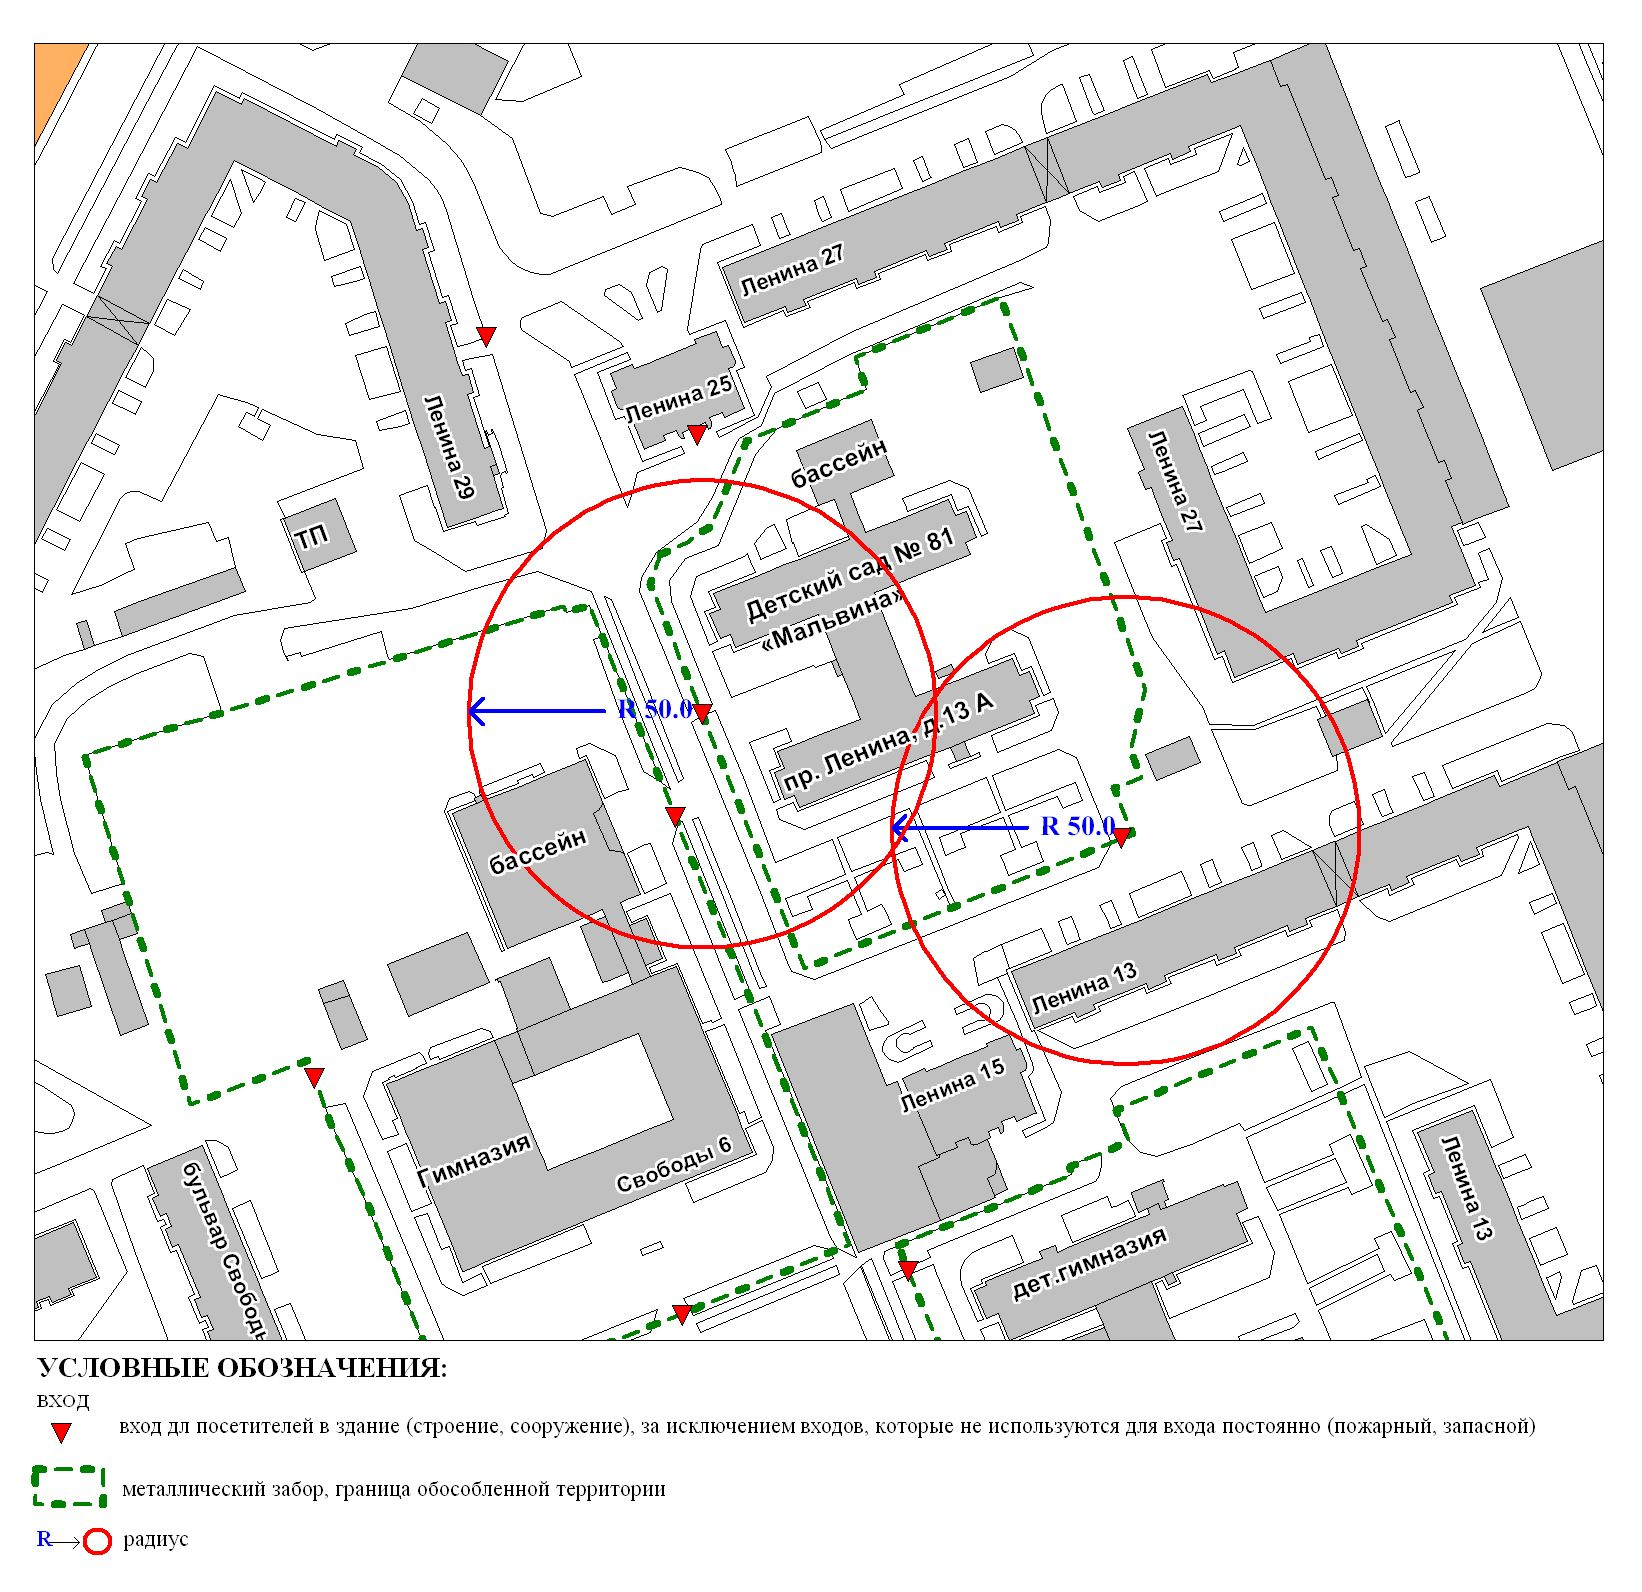 Ленина 27
Ленина 25
Ленина 29
бассейн
Ленина 27
ТП
Детский сад № 81
«Мальвина»
R 50.0
пр. Ленина, д.13 А
R 50.0
бассейн
Ленина 13
Ленина 15
Гимназия
Свободы 6
Ленина 13
бульвар Свободы
дет.гимназия
УСЛОВНЫЕ ОБОЗНАЧЕНИЯ:
ВХОД
вход дл посетителей в здание (строение, сооружение), за исключением входов, которые не используются для входа постоянно (пожарный, запасной)
металлический забор, граница обособленной территории
R радиус